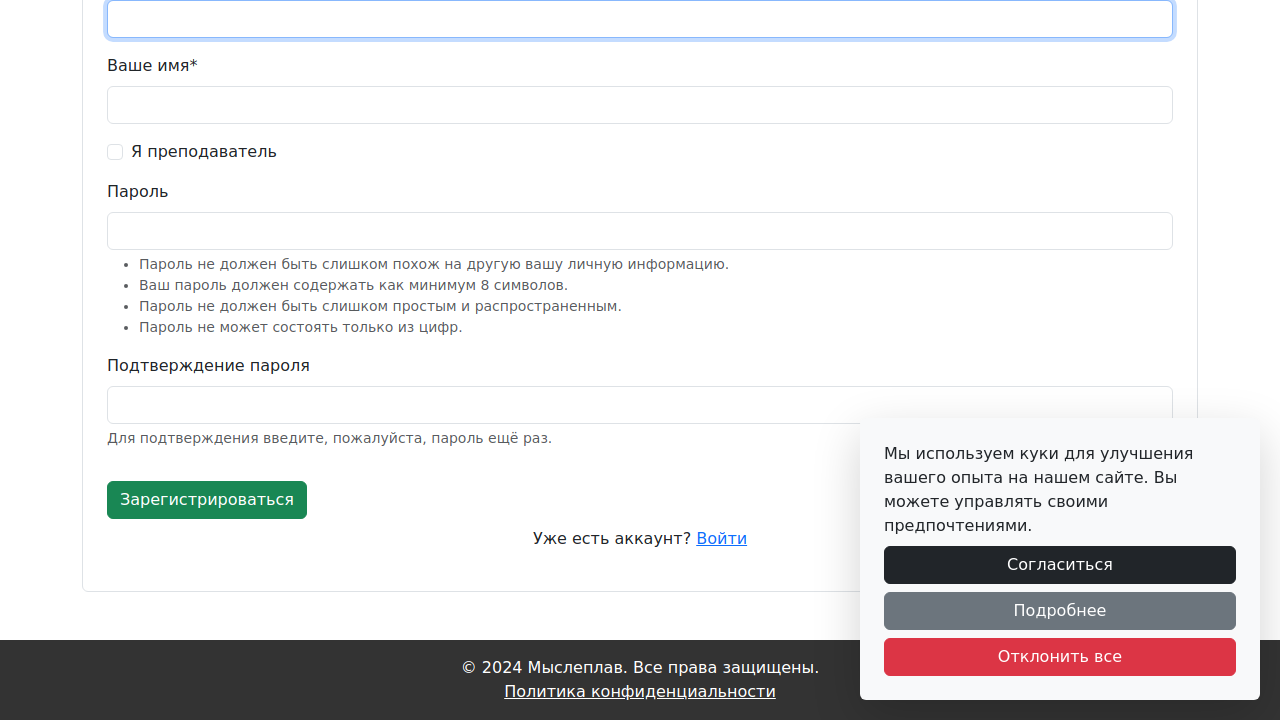 Ваше имя*
Я преподаватель
Пароль
Пароль не должен быть слишком похож на другую вашу личную информацию.
Ваш пароль должен содержать как минимум 8 символов.
Пароль не должен быть слишком простым и распространенным.
Пароль не может состоять только из цифр.
Подтверждение пароля
Для подтверждения введите, пожалуйста, пароль ещё раз.
Зарегистрироваться
Уже есть аккаунт? Войти
Мы используем куки для улучшения
вашего опыта на нашем сайте. Вы
можете управлять своими
предпочтениями.
Согласиться
Подробнее
Отклонить все
© 2024 Мыслеплав. Все права защищены.
Политика конфиденциальности